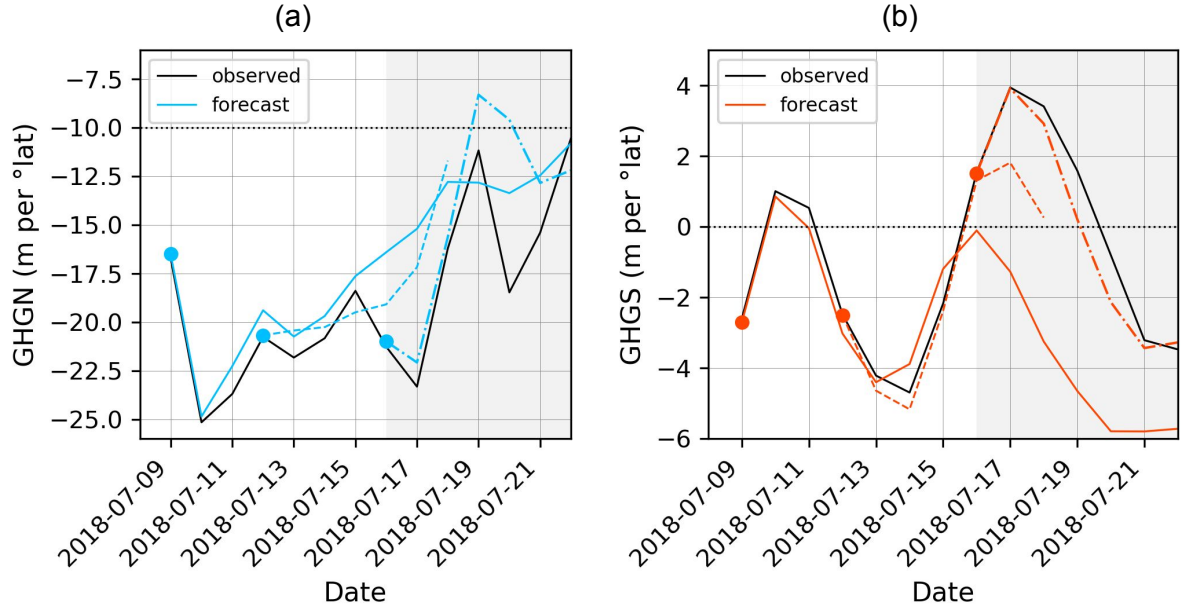 (a)
GHGN (m per °lat)
−7.5
−10.0
−12.5
−15.0
−17.5
−20.0
−22.5
−25.0
observed
forecast
2018-07-09
2018-07-11
2018-07-13
2018-07-15
2018-07-17
2018-07-19
2018-07-21
Date
(b)
GHGS (m per °lat)
4
2
0
−2
−4
−6
observed
forecast
2018-07-09
2018-07-11
2018-07-13
2018-07-15
2018-07-17
2018-07-19
2018-07-21
Date